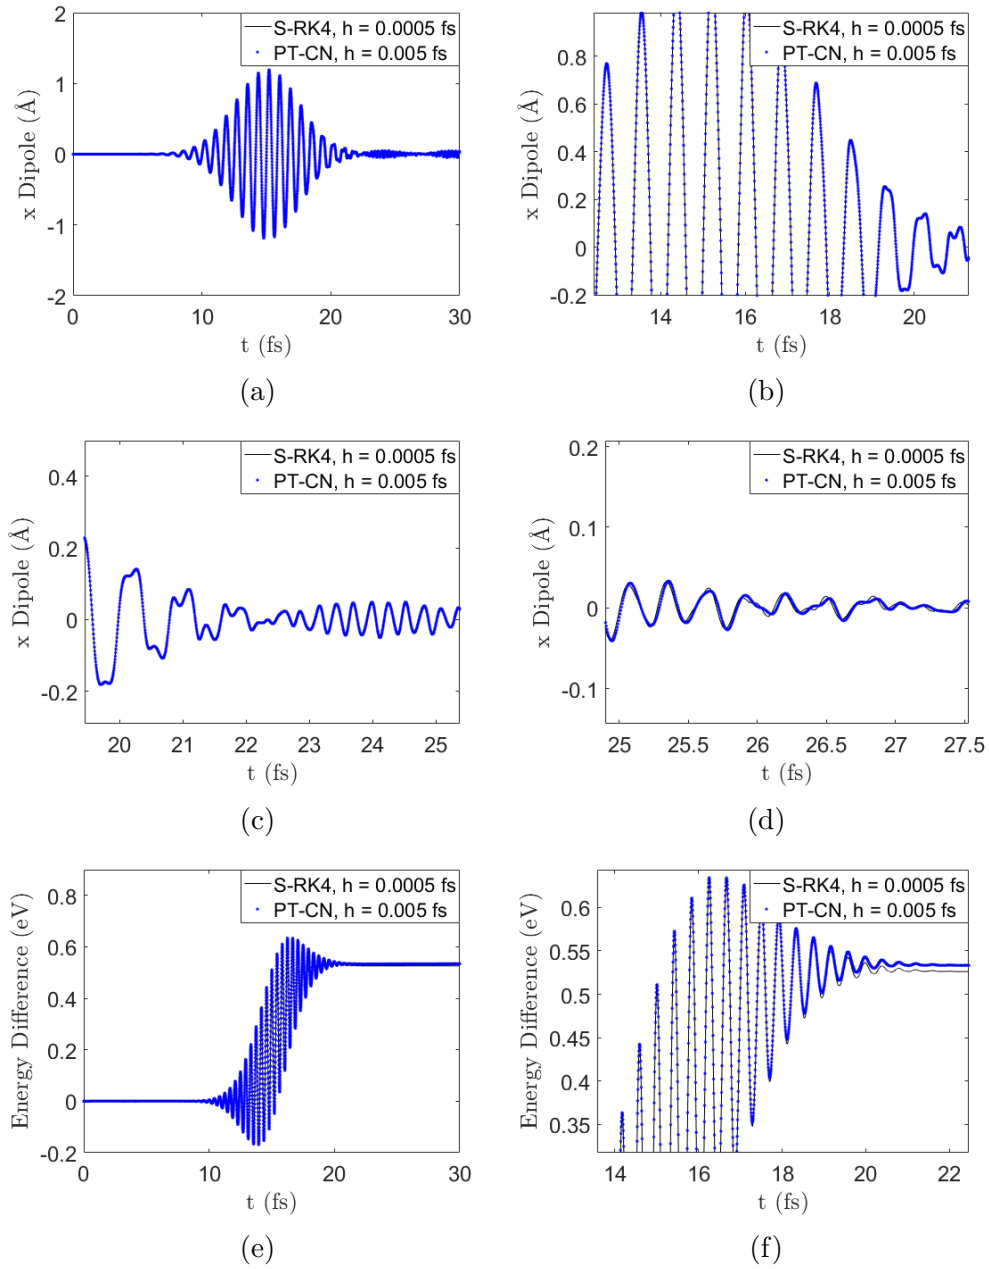 2
1
0
-1
-2
x Dipole (Å)
S-RK4, h = 0.0005 fs
PT-CN, h = 0.005 fs
0 10 20 30
t (fs)
(a)
0.8
0.6
0.4
0.2
0
-0.2
x Dipole (Å)
S-RK4, h = 0.0005 fs
PT-CN, h = 0.005 fs
14 16 18 20
t (fs)
(b)
0.4
0.2
0
-0.2
x Dipole (Å)
S-RK4, h = 0.0005 fs
PT-CN, h = 0.005 fs
20 21 22 23 24 25
t (fs)
(c)
0.2
0.1
0
-0.1
x Dipole (Å)
S-RK4, h = 0.0005 fs
PT-CN, h = 0.005 fs
25 25.5 26 26.5 27 27.5
t (fs)
(d)
0.8
0.6
0.4
0.2
0
-0.2
Energy Difference (eV)
S-RK4, h = 0.0005 fs
PT-CN, h = 0.005 fs
0 10 20 30
t (fs)
(e)
0.6
0.55
0.5
0.45
0.4
0.35
Energy Difference (eV)
S-RK4, h = 0.0005 fs
PT-CN, h = 0.005 fs
14 16 18 20 22
t (fs)
(f)